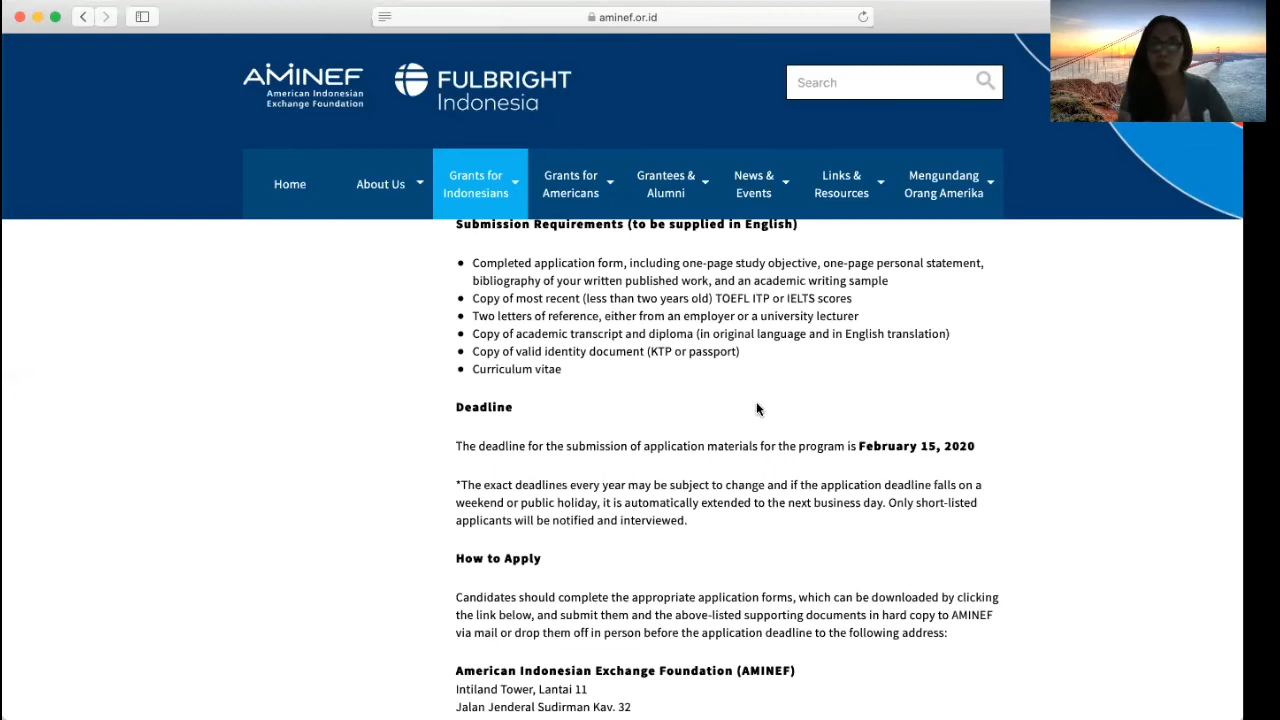 aminef.or.id
AMINEF
American Indonesian
Exchange Foundation
FULBRIGHT
Indonesia
Search
Home
About Us
Grants for
Indonesians
Grants for
Americans
Grantees &
Alumni
News &
Events
Links &
Resources
Mengundang
Orang Amerika
Submission Requirements (to be supplied in English)
Completed application form, including one-page study objective, one-page personal statement,
bibliography of your written published work, and an academic writing sample
Copy of most recent (less than two years old) TOEFL ITP or IELTS scores
Two letters of reference, either from an employer or a university lecturer
Copy of academic transcript and diploma (in original language and in English translation)
Copy of valid identity document (KTP or passport)
Curriculum vitae
Deadline
The deadline for the submission of application materials for the program is February 15, 2020
*The exact deadlines every year may be subject to change and if the application deadline falls on a
weekend or public holiday, it is automatically extended to the next business day. Only short-listed
applicants will be notified and interviewed.
How to Apply
Candidates should complete the appropriate application forms, which can be downloaded by clicking
the link below, and submit them and the above-listed supporting documents in hard copy to AMINEF
via mail or drop them off in person before the application deadline to the following address:
American Indonesian Exchange Foundation (AMINEF)
Intiland Tower, Lantai 11
Jalan Jenderal Sudirman Kav. 32